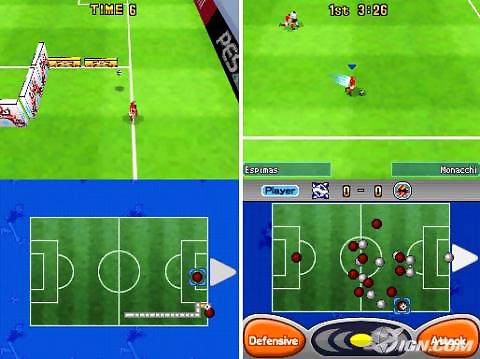 TIME 6
PES
1st 3:26
Espimas
Monacchi
Player
0 - 0
Defensive
Attack
IGN.COM